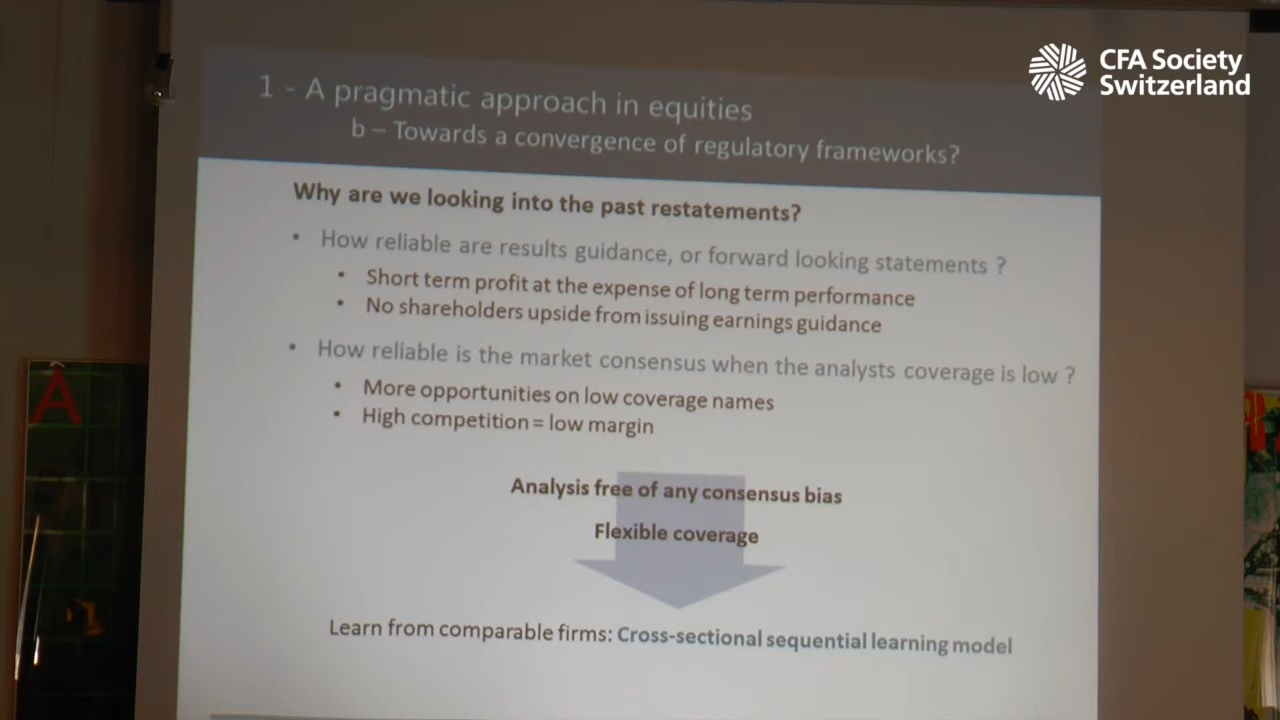 CFA Society
Switzerland
1 - A pragmatic approach in equities
b – Towards a convergence of regulatory frameworks?
Why are we looking into the past restatements?
• How reliable are results guidance, or forward looking statements ?
• Short term profit at the expense of long term performance
• No shareholders upside from issuing earnings guidance
• How reliable is the market consensus when the analysts coverage is low ?
• More opportunities on low coverage names
• High competition = low margin
Analysis free of any consensus bias
Flexible coverage
Learn from comparable firms: Cross-sectional sequential learning model
A